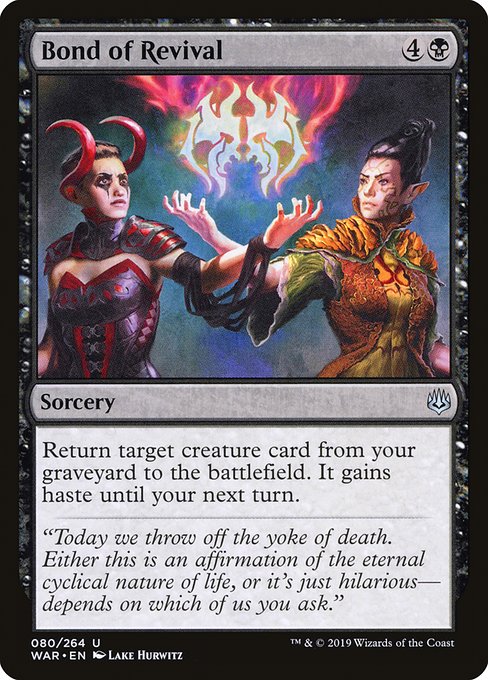 Bond of Revival 4
Sorcery
Return target creature card from your
graveyard to the battlefield. It gains
haste until your next turn.
“Today we throw off the yoke of death.
Either this is an affirmation of the eternal
cyclical nature of life, or it’s just hilarious—
depends on which of us you ask.”
080/264 U
WAR • EN Lake Hurwitz
™ & © 2019 Wizards of the Coast